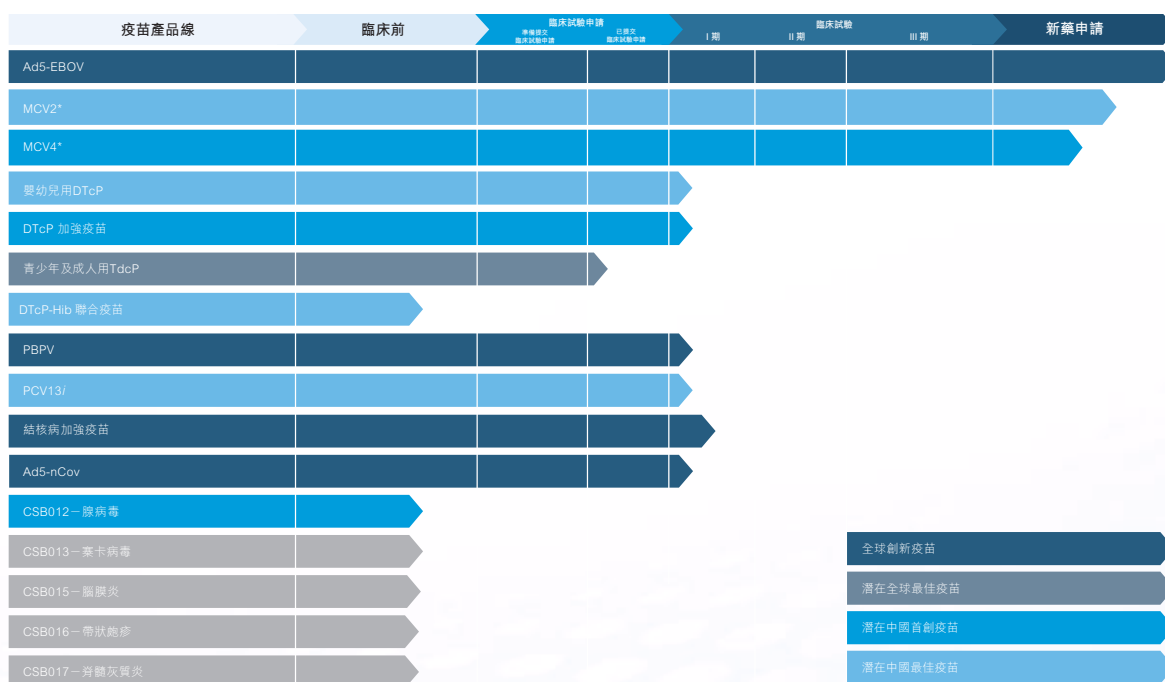 疫苗產品線
臨床前
臨床試驗申請
準備提交
臨床試驗申請
已提交
臨床試驗申請
臨床試驗
I 期
II 期
III 期
新藥申請
Ad5-EBOV
MCV2*
MCV4*
嬰幼兒用DTcP
DTcP 加強疫苗
青少年及成人用TdcP
DTcP-Hib 聯合疫苗
PBPV
PCV13i
結核病加強疫苗
Ad5-nCov
CSB012－腺病毒
CSB013－寨卡病毒
CSB015－腦膜炎
CSB016－帶狀皰疹
CSB017－脊髓灰質炎
全球創新疫苗
潛在全球最佳疫苗
潛在中國首創疫苗
潛在中國最佳疫苗